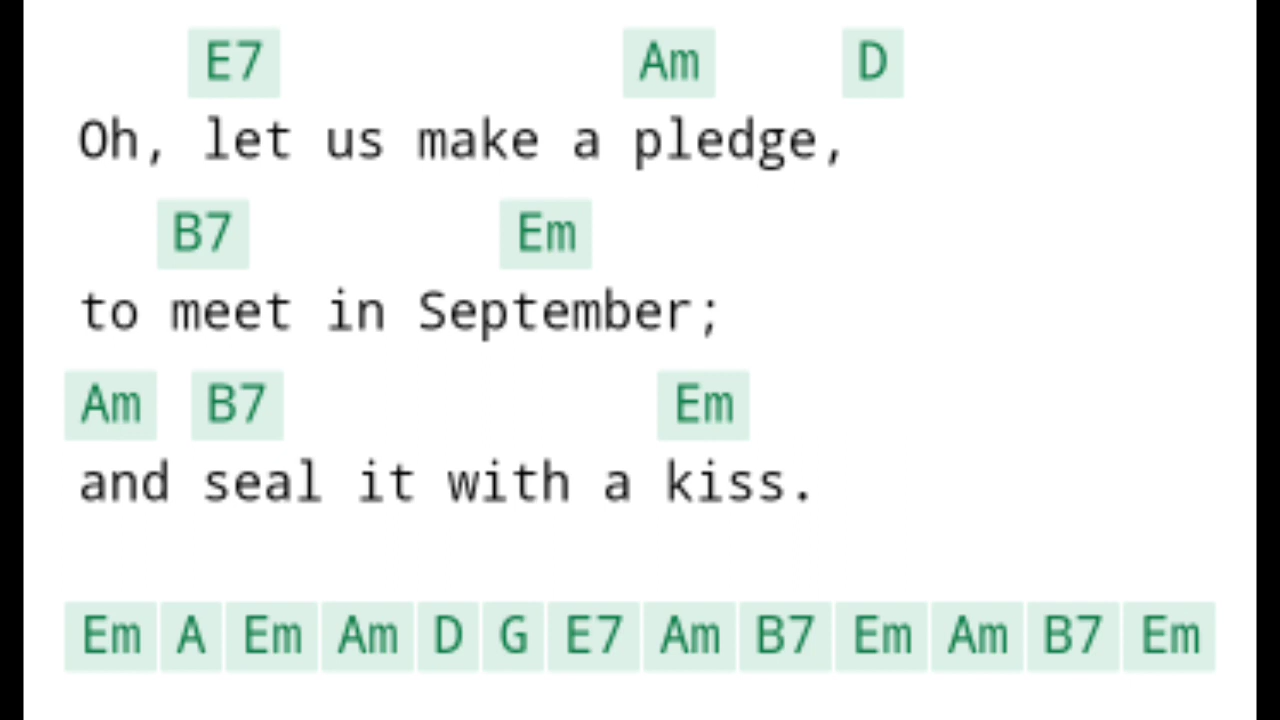 E7 Am D
Oh, let us make a pledge,
B7 Em
to meet in September;
Am B7 Em
and seal it with a kiss.
Em A Em Am D G E7 Am B7 Em Am B7 Em